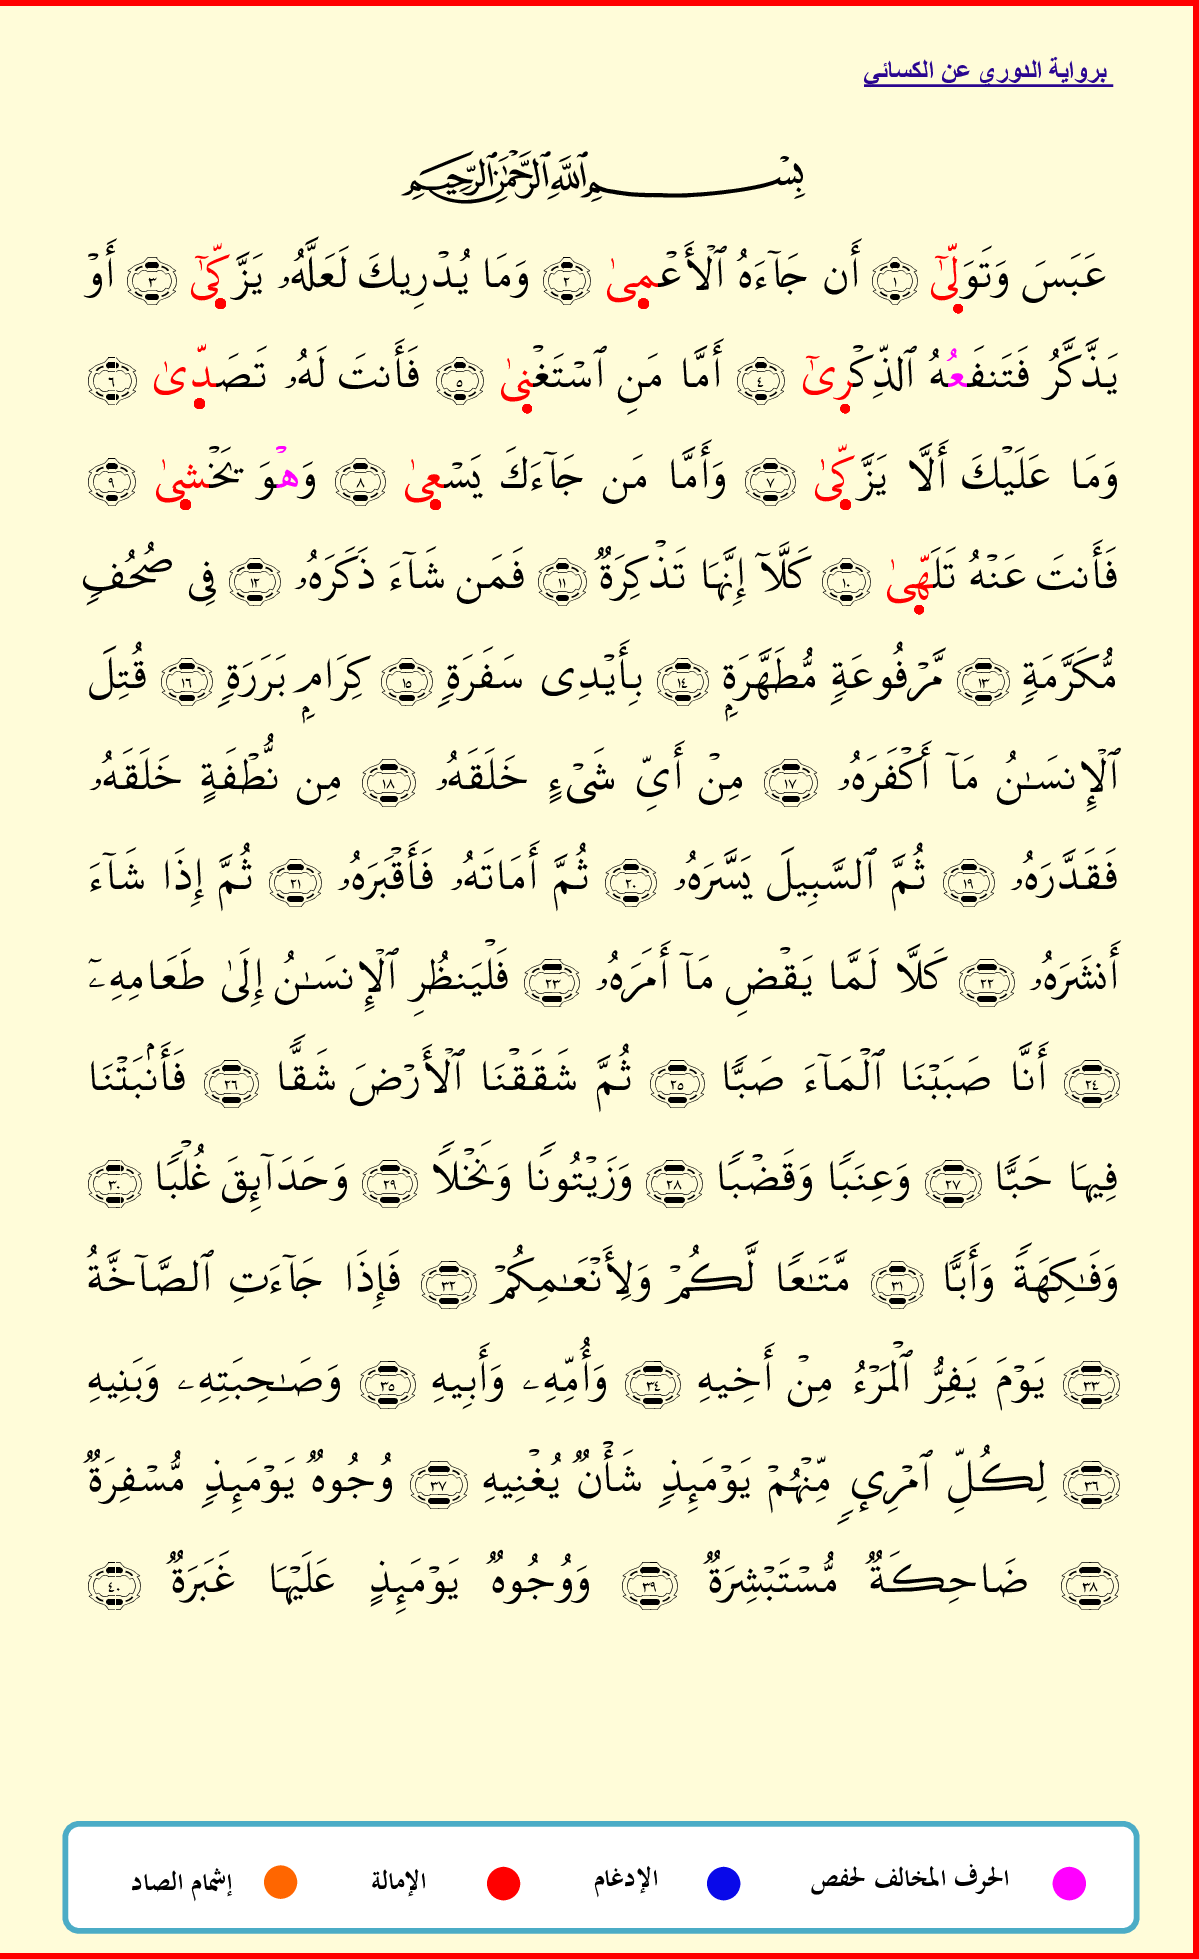 برواية الدوري عن الكسائي
بِسْمِ ٱللَّهِ ٱلرَّحْمَٰنِ ٱلرَّحِيمِ
عَبَسَ وَتَوَلِّىٰٓ ١ أَن جَآءَهُ ٱلْأَعْمِىٰ ٢ وَمَا يُدْرِيكَ لَعَلَّهُۥ يَزَّكِّىٰٓ ٣ أَوْ
يَذَّكَّرُ فَتَنفَعُهُ ٱلذِّكْرِىٰٓ ٤ أَمَّا مَنِ ٱسْتَغْنِىٰ ٥ فَأَنتَ لَهُۥ تَصَدِّىٰ ٦
وَمَا عَلَيْكَ أَلَّا يَزَّكِّىٰ ٧ وَأَمَّا مَن جَآءَكَ يَسْعِىٰ ٨ وَهْوَ يَخْشِىٰ ٩
فَأَنتَ عَنْهُ تَلَهِّىٰ ١٠ كَلَّآ إِنَّهَا تَذْكِرَةٌ ١١ فَمَن شَآءَ ذَكَرَهُۥ ١٢ فِى صُحُفٍ
مُّكَرَّمَةٍ ١٣ مَّرْفُوعَةٍ مُّطَهَّرَةٍۭ ١٤ بِأَيْدِى سَفَرَةٍ ١٥ كِرَامٍۭ بَرَرَةٍ ١٦ قُتِلَ
ٱلْإِنسَـٰنُ مَآ أَكْفَرَهُۥ ١٧ مِنْ أَىِّ شَىْءٍ خَلَقَهُۥ ١٨ مِن نُّطْفَةٍ خَلَقَهُۥ
فَقَدَّرَهُۥ ١٩ ثُمَّ ٱلسَّبِيلَ يَسَّرَهُۥ ٢٠ ثُمَّ أَمَاتَهُۥ فَأَقْبَرَهُۥ ٢١ ثُمَّ إِذَا شَآءَ
أَنشَرَهُۥ ٢٢ كَلَّا لَمَّا يَقْضِ مَآ أَمَرَهُۥ ٢٣ فَلْيَنظُرِ ٱلْإِنسَـٰنُ إِلَىٰ طَعَامِهِۦٓ
٢٤ أَنَّا صَبَبْنَا ٱلْمَآءَ صَبًّا ٢٥ ثُمَّ شَقَقْنَا ٱلْأَرْضَ شَقًّا ٢٦ فَأَنۢبَتْنَا
فِيهَا حَبًّا ٢٧ وَعِنَبًا وَقَضْبًا ٢٨ وَزَيْتُونًا وَنَخْلًا ٢٩ وَحَدَآئِقَ غُلْبًا ٣٠
وَفَـٰكِهَةً وَأَبًّا ٣١ مَّتَـٰعًا لَّكُمْ وَلِأَنْعَـٰمِكُمْ ٣٢ فَإِذَا جَآءَتِ ٱلصَّآخَّةُ
٣٣ يَوْمَ يَفِرُّ ٱلْمَرْءُ مِنْ أَخِيهِ ٣٤ وَأُمِّهِۦ وَأَبِيهِ ٣٥ وَصَـٰحِبَتِهِۦ وَبَنِيهِ
٣٦ لِكُلِّ ٱمْرِئٍ مِّنْهُمْ يَوْمَئِذٍ شَأْنٌ يُغْنِيهِ ٣٧ وُجُوهٌ يَوْمَئِذٍ مُّسْفِرَةٌ
٣٨ ضَاحِكَةٌ مُّسْتَبْشِرَةٌ ٣٩ وَوُجُوهٌ يَوْمَئِذٍ عَلَيْهَا غَبَرَةٌ ٤٠
الحرف المخالف لحفص الإدغام الإمالة إشمام الصاد